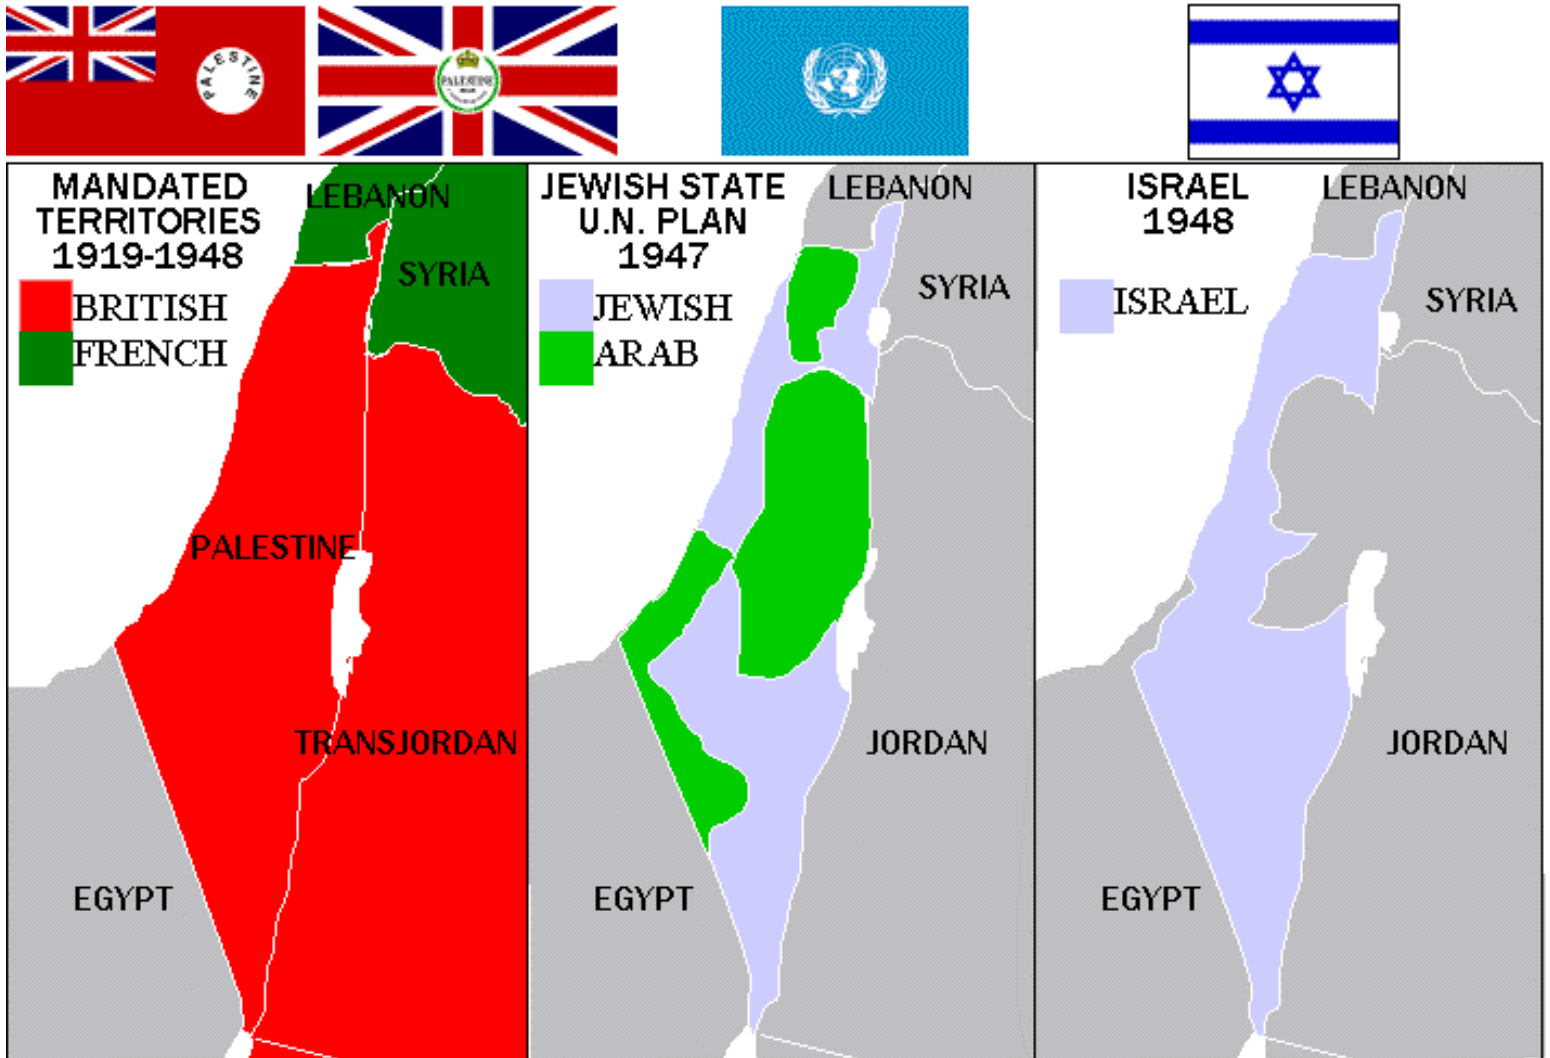 PALESTINE
PALESTINE
MANDATED
TERRITORIES
1919-1948
BRITISH
FRENCH
LEBANON
SYRIA
PALESTINE
TRANSJORDAN
EGYPT
JEWISH STATE
U.N. PLAN
1947
JEWISH
ARAB
LEBANON
SYRIA
JORDAN
EGYPT
ISRAEL
1948
ISRAEL
LEBANON
SYRIA
JORDAN
EGYPT